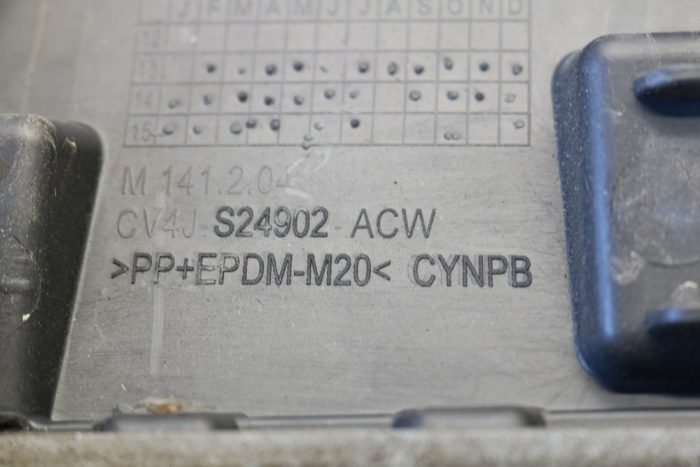 J F M A M J J A S O N D
12
13
14
15
M 141.2.04
CV4J-S24902-ACW
>PP+EPDM-M20< CYNPB